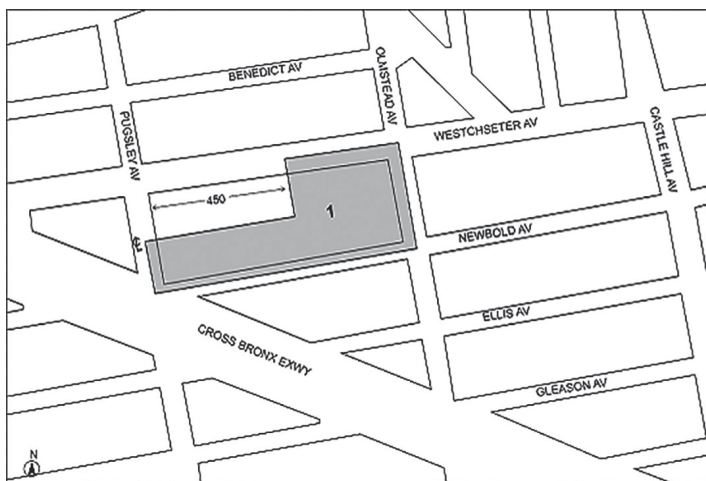 BENEDICT AV
OLMSTEAD AV
PUGSLEY AV
WESTCHSETER AV
CASTLE HILL AV
450
1
NEWBOLD AV
ELLIS AV
CROSS BRONX EXWY
GLEASON AV
N